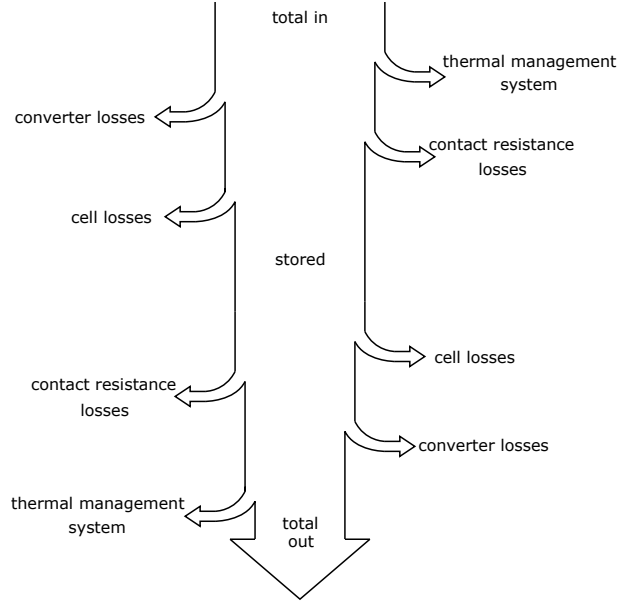 total in
thermal management
system
converter losses
contact resistance
losses
cell losses
stored
cell losses
contact resistance
losses
converter losses
thermal management
system
total
out